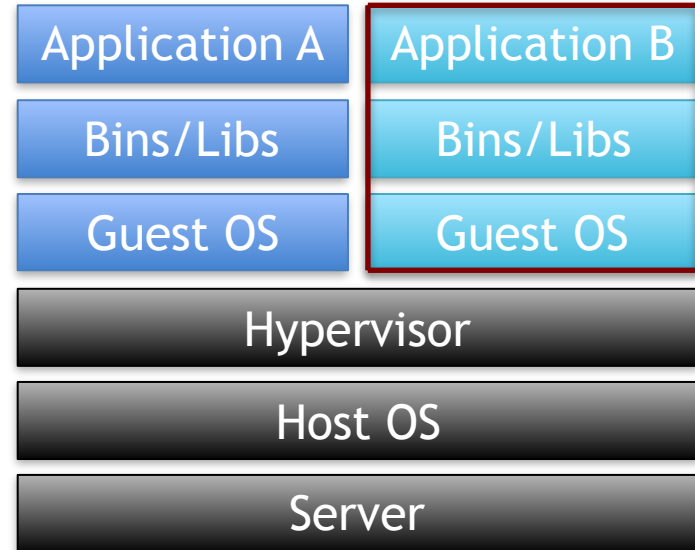 Application A
Application B
Bins/Libs
Bins/Libs
Guest OS
Guest OS
Hypervisor
Host OS
Server